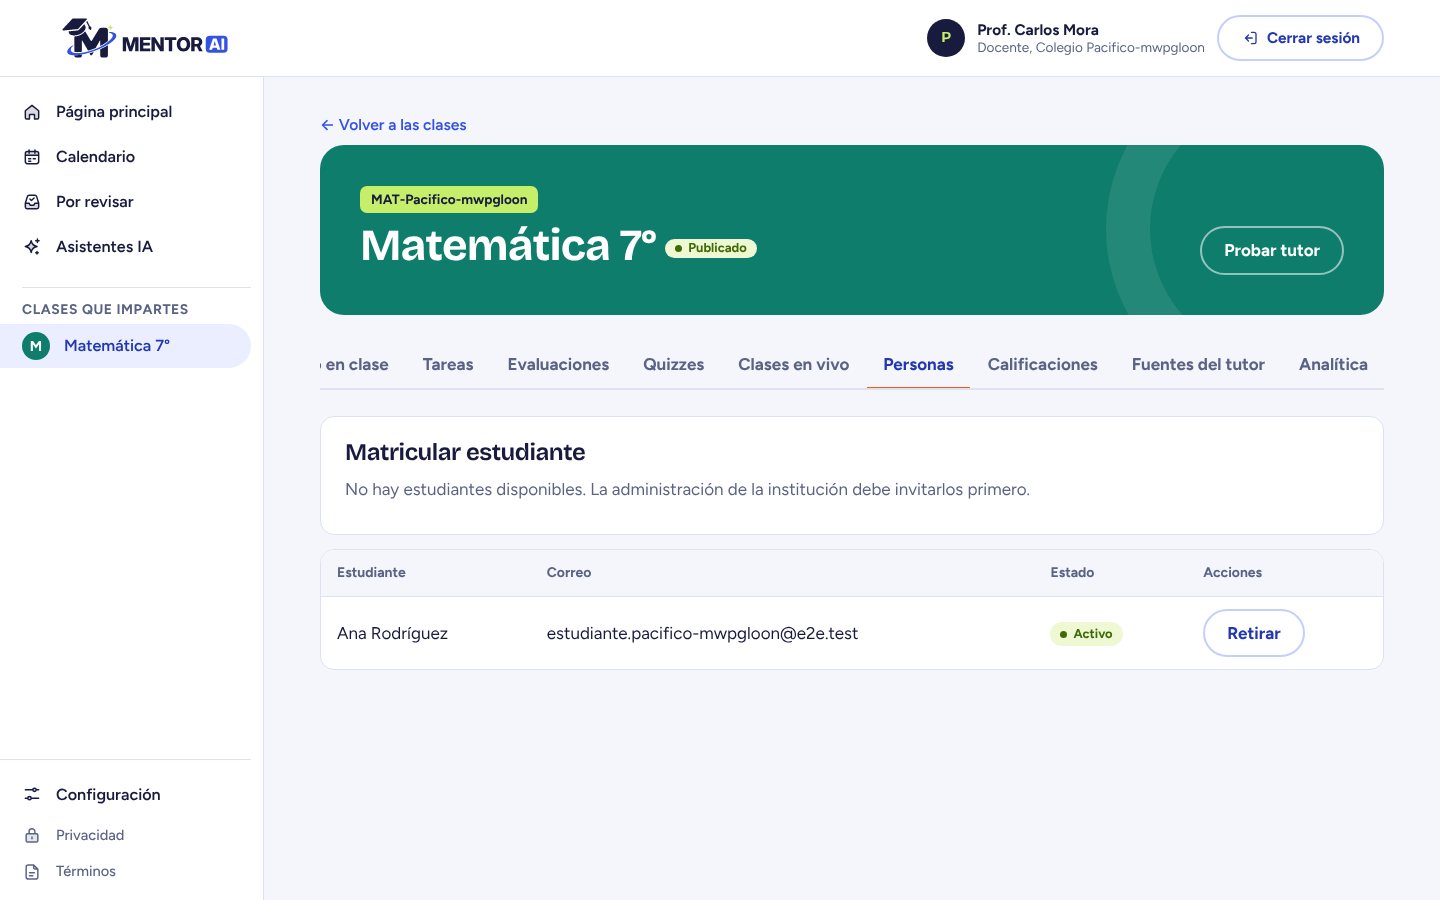 MENTOR AI
P
Prof. Carlos Mora
Docente, Colegio Pacifico-mwpgloon
Cerrar sesión
Página principal
Calendario
Por revisar
Asistentes IA
CLASES QUE IMPARTES
M Matemática 7°
Configuración
Privacidad
Términos
← Volver a las clases
MAT-Pacifico-mwpgloon
Matemática 7° Publicado
Probar tutor
en clase Tareas Evaluaciones Quizzes Clases en vivo Personas Calificaciones Fuentes del tutor Analítica
Matricular estudiante
No hay estudiantes disponibles. La administración de la institución debe invitarlos primero.
Estudiante Correo Estado Acciones
Ana Rodríguez estudiante.pacifico-mwpgloon@e2e.test Activo Retirar